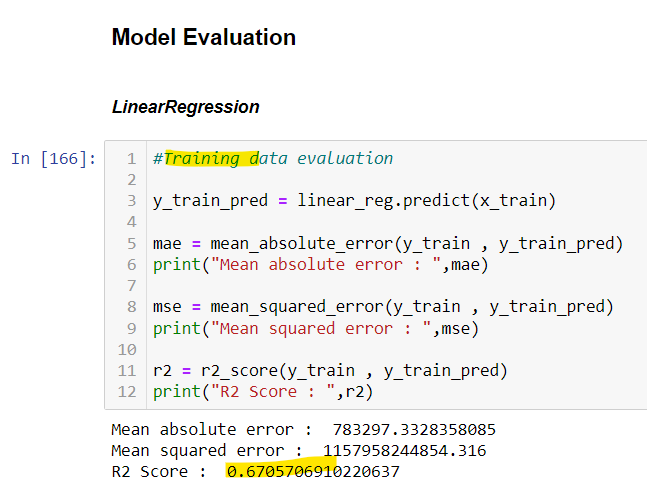 Model Evaluation
LinearRegression
In [166]:
1 #Training data evaluation
2
3 y_train_pred = linear_reg.predict(x_train)
4
5 mae = mean_absolute_error(y_train , y_train_pred)
6 print("Mean absolute error : ",mae)
7
8 mse = mean_squared_error(y_train , y_train_pred)
9 print("Mean squared error : ",mse)
10
11 r2 = r2_score(y_train , y_train_pred)
12 print("R2 Score : ",r2)
Mean absolute error :  783297.3328358085
Mean squared error :  1157958244854.316
R2 Score :  0.6705706910220637